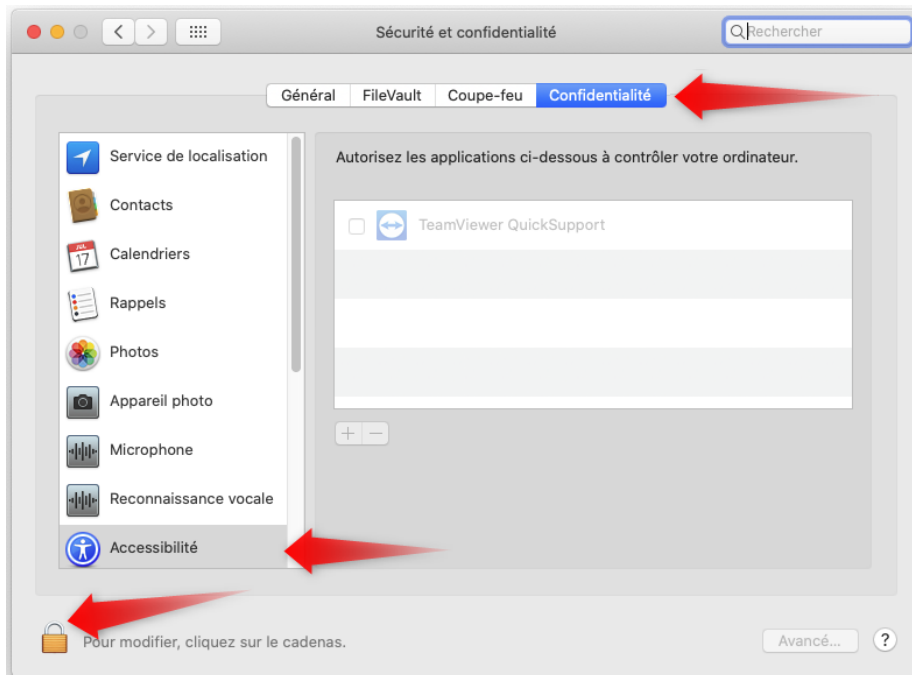 Sécurité et confidentialité
Rechercher
Général FileVault Coupe-feu Confidentialité
Service de localisation
Contacts
JUL
17
Calendriers
Rappels
Photos
Appareil photo
Microphone
Reconnaissance vocale
Accessibilité
Autorisez les applications ci-dessous à contrôler votre ordinateur.
TeamViewer QuickSupport
+ −
Pour modifier, cliquez sur le cadenas.
Avancé... ?